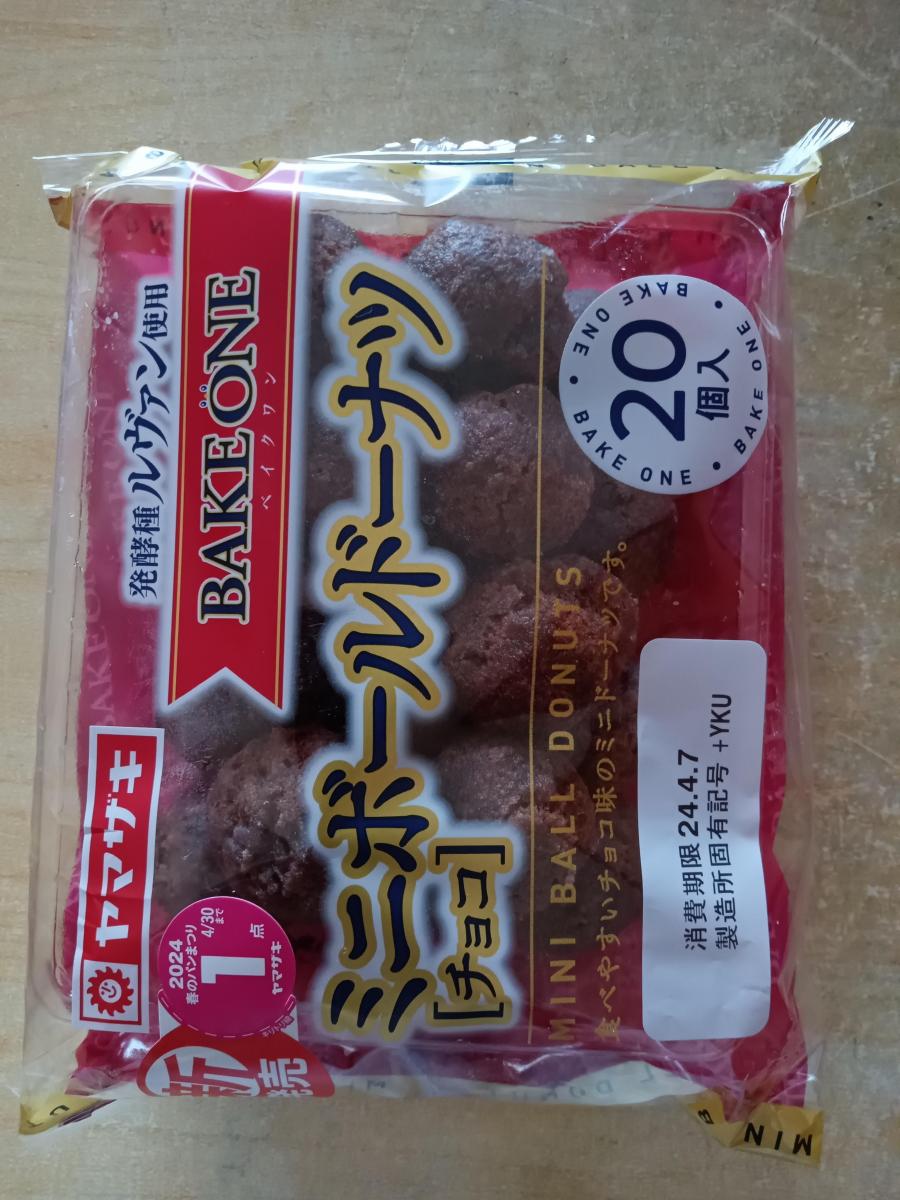 ヤマザキ
発酵種ルヴァン使用
BAKE ONE
ベイクワン
新発売
2024
春のパンまつり
4/30まで
1点
ヤマザキ
ミニボールドーナツ
[チョコ]
MINI BALL DONUTS
食べやすいチョコ味のミニドーナツです。
BAKE ONE • BAKE ONE • BAKE ONE • BAKE ONE •
20
個入
消費期限 24.4.7
製造所固有記号 +YKU
MIN